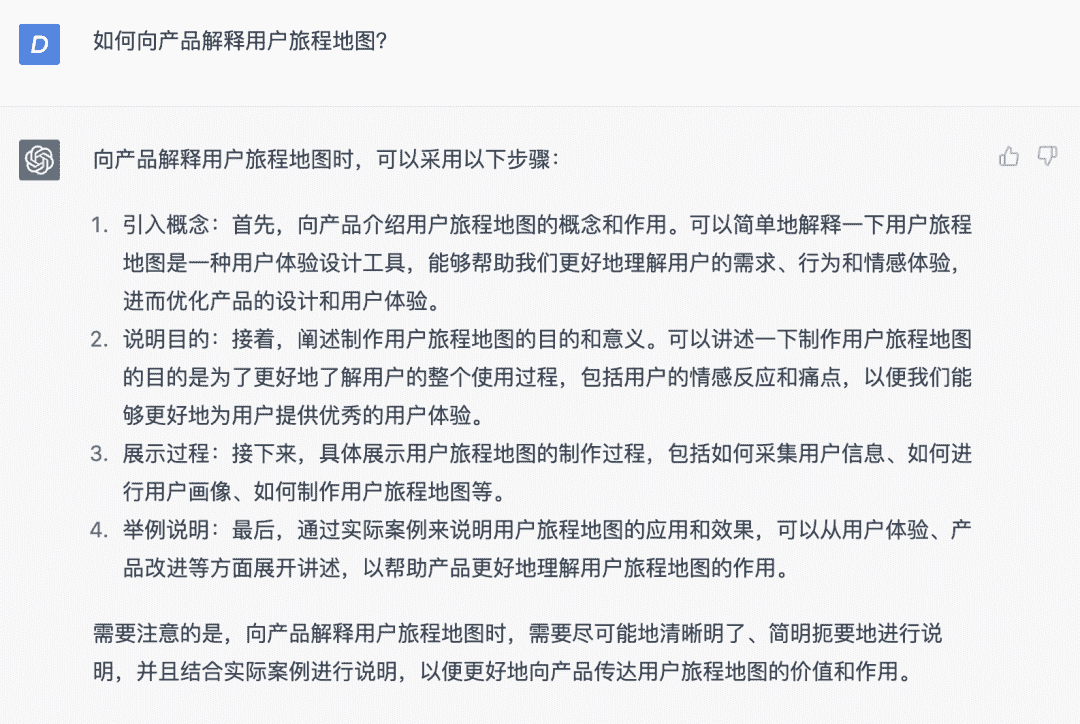 D
如何向产品解释用户旅程地图?
向产品解释用户旅程地图时，可以采用以下步骤：
1. 引入概念：首先，向产品介绍用户旅程地图的概念和作用。可以简单地解释一下用户旅程
地图是一种用户体验设计工具，能够帮助我们更好地理解用户的需求、行为和情感体验，
进而优化产品的设计和用户体验。
2. 说明目的：接着，阐述制作用户旅程地图的目的和意义。可以讲述一下制作用户旅程地图
的目的是为了更好地了解用户的整个使用过程，包括用户的情感反应和痛点，以便我们能
够更好地为用户提供优秀的用户体验。
3. 展示过程：接下来，具体展示用户旅程地图的制作过程，包括如何采集用户信息、如何进
行用户画像、如何制作用户旅程地图等。
4. 举例说明：最后，通过实际案例来说明用户旅程地图的应用和效果，可以从用户体验、产
品改进等方面展开讲述，以帮助产品更好地理解用户旅程地图的作用。
需要注意的是，向产品解释用户旅程地图时，需要尽可能地清晰明了、简明扼要地进行说
明，并且结合实际案例进行说明，以便更好地向产品传达用户旅程地图的价值和作用。